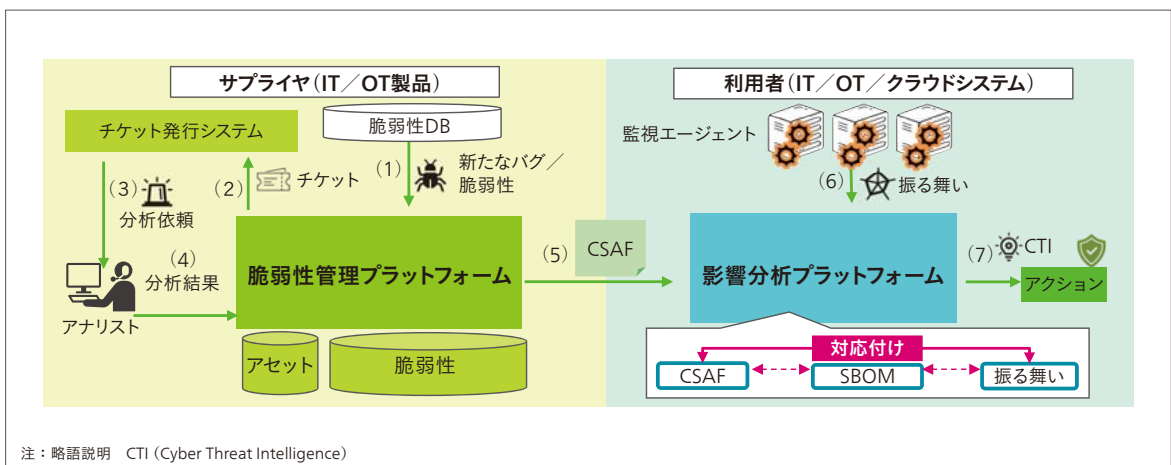 サプライヤ（IT／OT製品）
チケット発行システム
脆弱性DB
(1)
新たなバグ／
脆弱性
(2)
チケット
(3)
分析依頼
(4)
分析結果
アナリスト
脆弱性管理プラットフォーム
アセット
脆弱性
(5)
CSAF
利用者（IT／OT／クラウドシステム）
監視エージェント
(6)
振る舞い
影響分析プラットフォーム
(7)
CTI
アクション
対応付け
CSAF
SBOM
振る舞い
注：略語説明　CTI（Cyber Threat Intelligence）